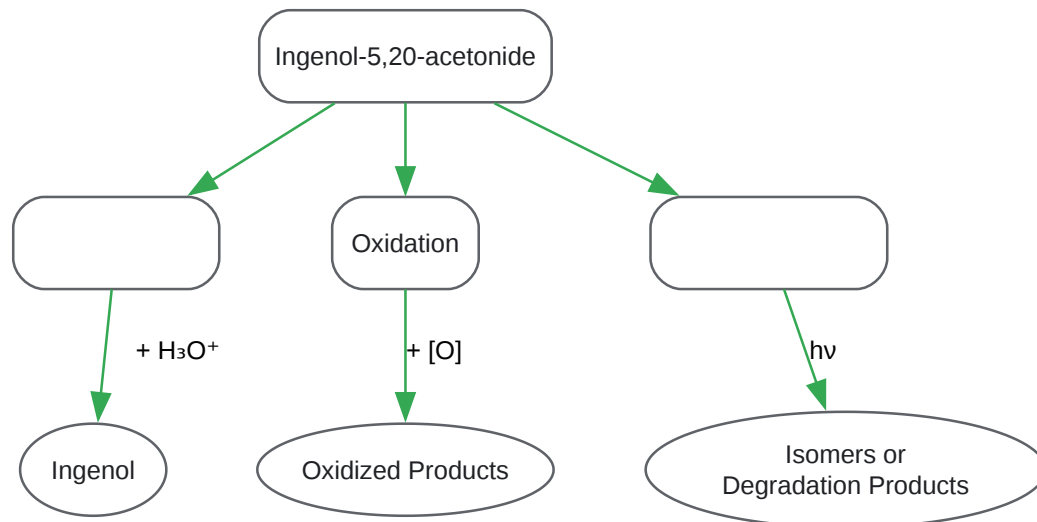 Ingenol-5,20-acetonide
Oxidation
+ H₃O⁺
+ [O]
hν
Ingenol
Oxidized Products
Isomers or
Degradation Products